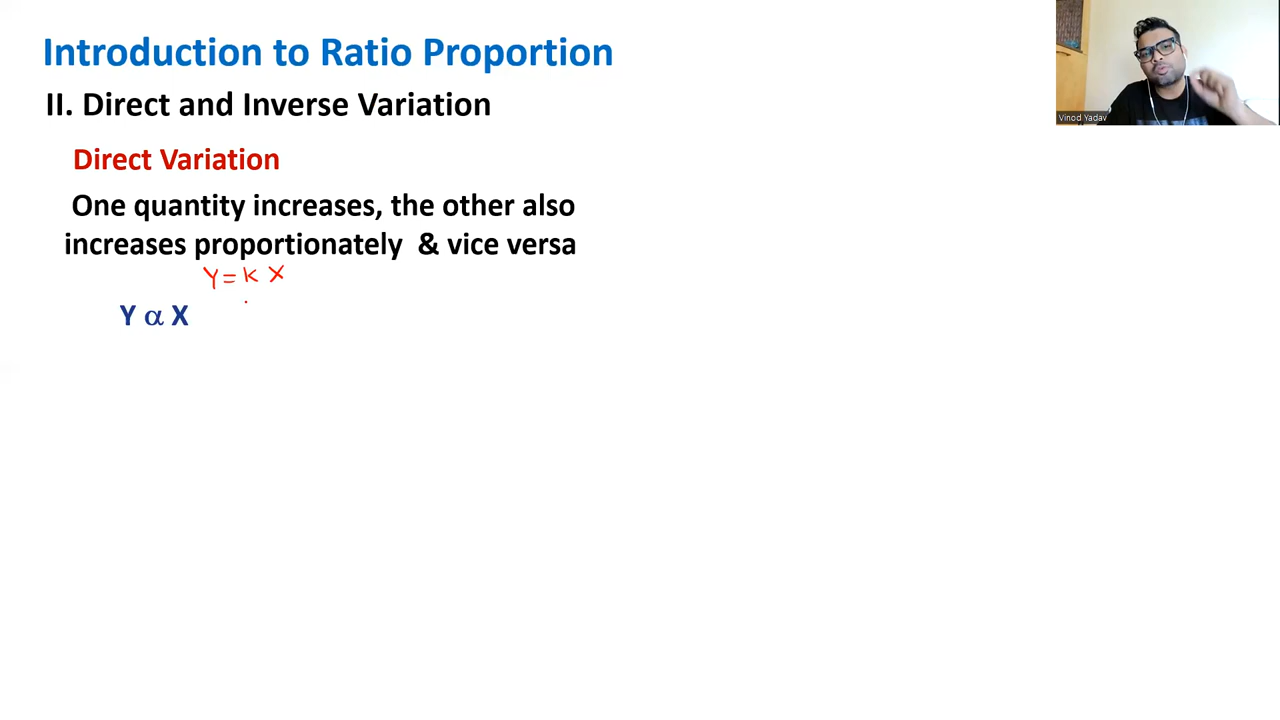 Introduction to Ratio Proportion
II. Direct and Inverse Variation
Direct Variation
One quantity increases, the other also
increases proportionately & vice versa
Y = K X
Y α X
Vinod Yadav